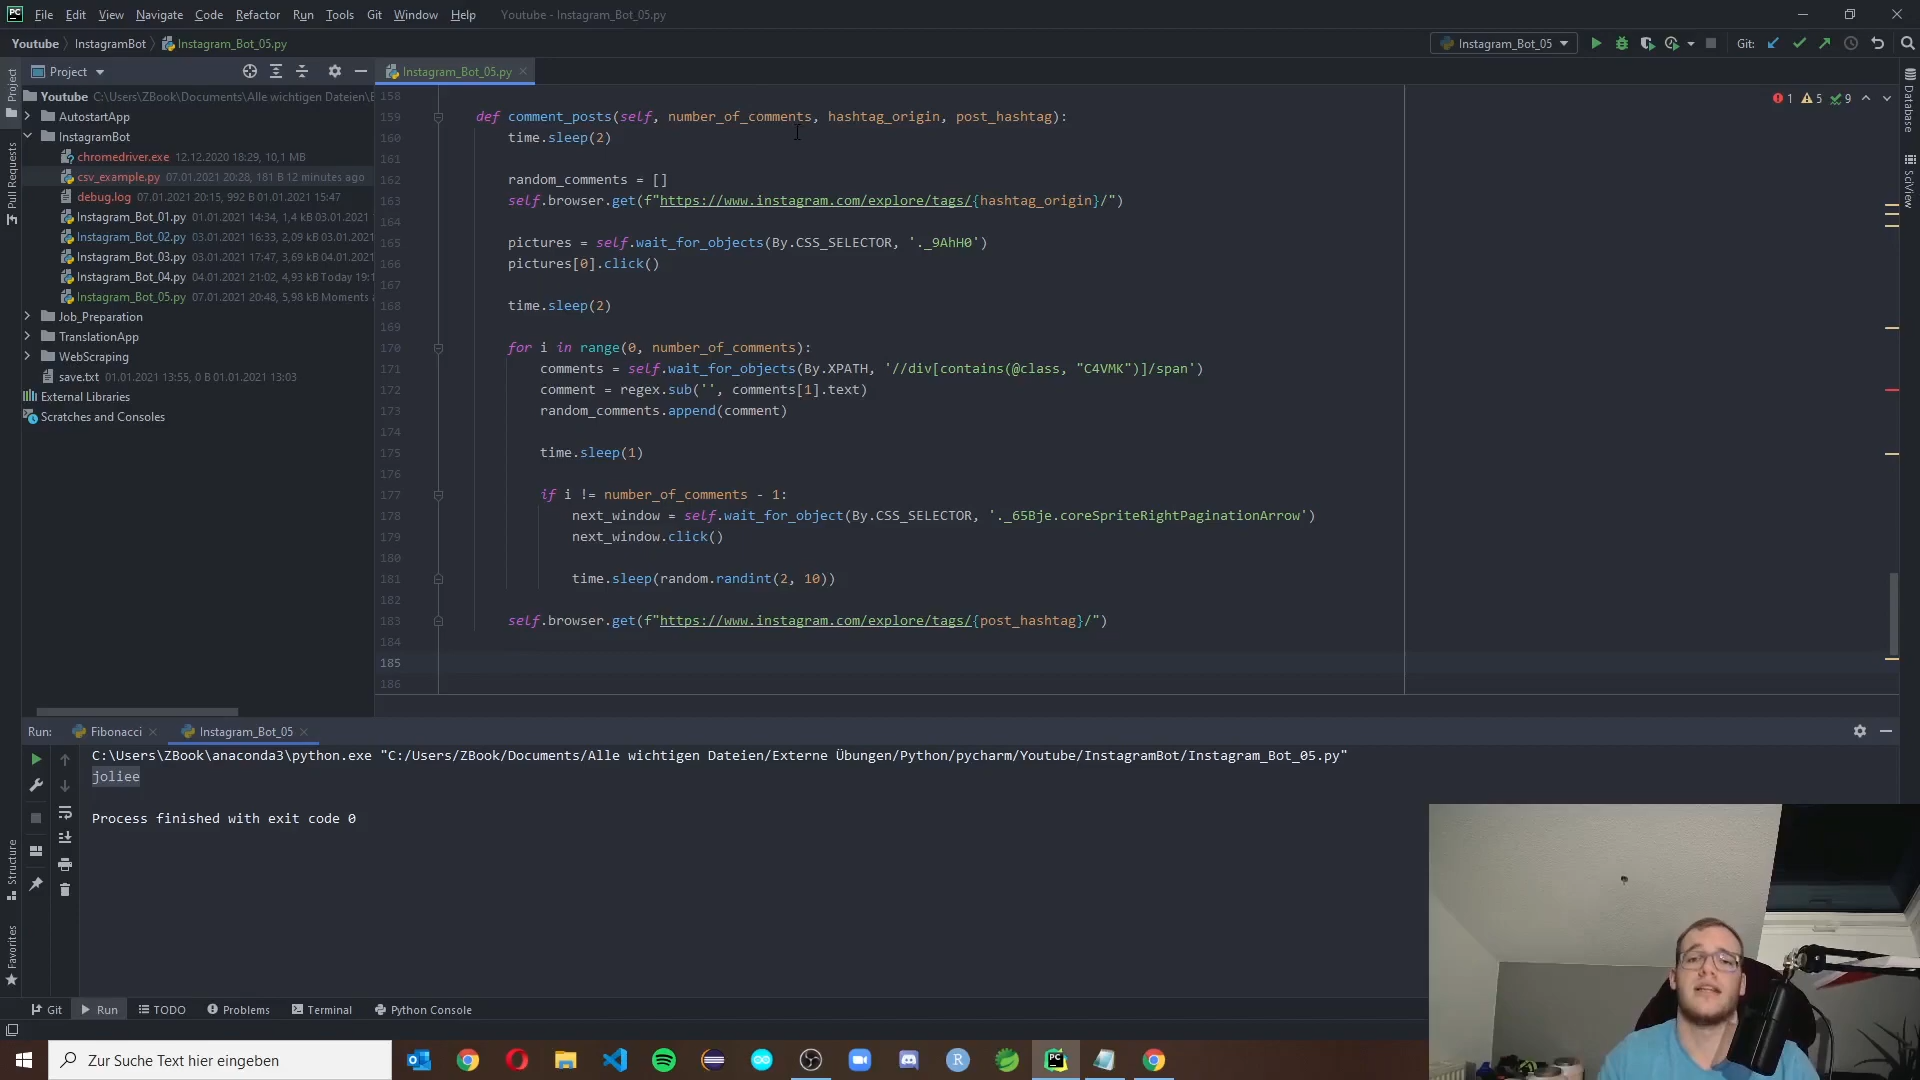 PC File Edit View Navigate Code Refactor Run Tools Git Window Help Youtube - Instagram_Bot_05.py
Youtube InstagramBot Instagram_Bot_05.py Instagram_Bot_05 Git:
Project Instagram_Bot_05.py
Project
Pull Requests
Structure
Favorites
Database
SciView
Youtube C:\Users\ZBook\Documents\Alle wichtigen Dateien\E
AutostartApp
InstagramBot
chromedriver.exe 12.12.2020 18:29, 10,1 MB
csv_example.py 07.01.2021 20:28, 181 B 12 minutes ago
debug.log 07.01.2021 20:15, 992 B 01.01.2021 15:47
Instagram_Bot_01.py 01.01.2021 14:34, 1,4 kB 03.01.2021
Instagram_Bot_02.py 03.01.2021 16:33, 2,09 kB 03.01.2021
Instagram_Bot_03.py 03.01.2021 17:47, 3,69 kB 04.01.2021
Instagram_Bot_04.py 04.01.2021 21:02, 4,93 kB Today 19:1
Instagram_Bot_05.py 07.01.2021 20:48, 5,98 kB Moments a
Job_Preparation
TranslationApp
WebScraping
save.txt 01.01.2021 13:55, 0 B 01.01.2021 13:03
External Libraries
Scratches and Consoles
1 5 9
158
159 def comment_posts(self, number_of_comments, hashtag_origin, post_hashtag):
160 time.sleep(2)
161
162 random_comments = []
163 self.browser.get(f"https://www.instagram.com/explore/tags/{hashtag_origin}/")
164
165 pictures = self.wait_for_objects(By.CSS_SELECTOR, '._9AhH0')
166 pictures[0].click()
167
168 time.sleep(2)
169
170 for i in range(0, number_of_comments):
171 comments = self.wait_for_objects(By.XPATH, '//div[contains(@class, "C4VMK")]/span')
172 comment = regex.sub('', comments[1].text)
173 random_comments.append(comment)
174
175 time.sleep(1)
176
177 if i != number_of_comments - 1:
178 next_window = self.wait_for_object(By.CSS_SELECTOR, '._65Bje.coreSpriteRightPaginationArrow')
179 next_window.click()
180
181 time.sleep(random.randint(2, 10))
182
183 self.browser.get(f"https://www.instagram.com/explore/tags/{post_hashtag}/")
184
185
186
Run: Fibonacci Instagram_Bot_05
C:\Users\ZBook\anaconda3\python.exe "C:/Users/ZBook/Documents/Alle wichtigen Dateien/Externe Übungen/Python/pycharm/Youtube/InstagramBot/Instagram_Bot_05.py"
joliee
Process finished with exit code 0
Git Run TODO Problems Terminal Python Console
Zur Suche Text hier eingeben